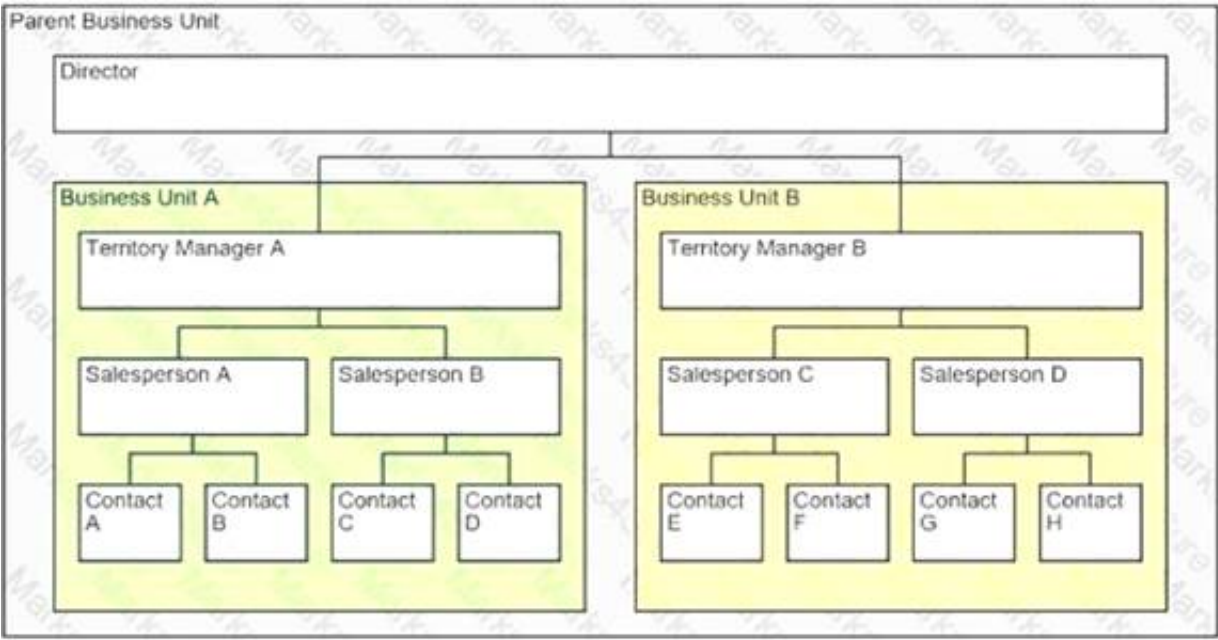 Parent Business Unit
Director
Business Unit A
Business Unit B
Territory Manager A
Territory Manager B
Salesperson A
Salesperson B
Salesperson C
Salesperson D
Contact
A
Contact
B
Contact
C
Contact
D
Contact
E
Contact
F
Contact
G
Contact
H